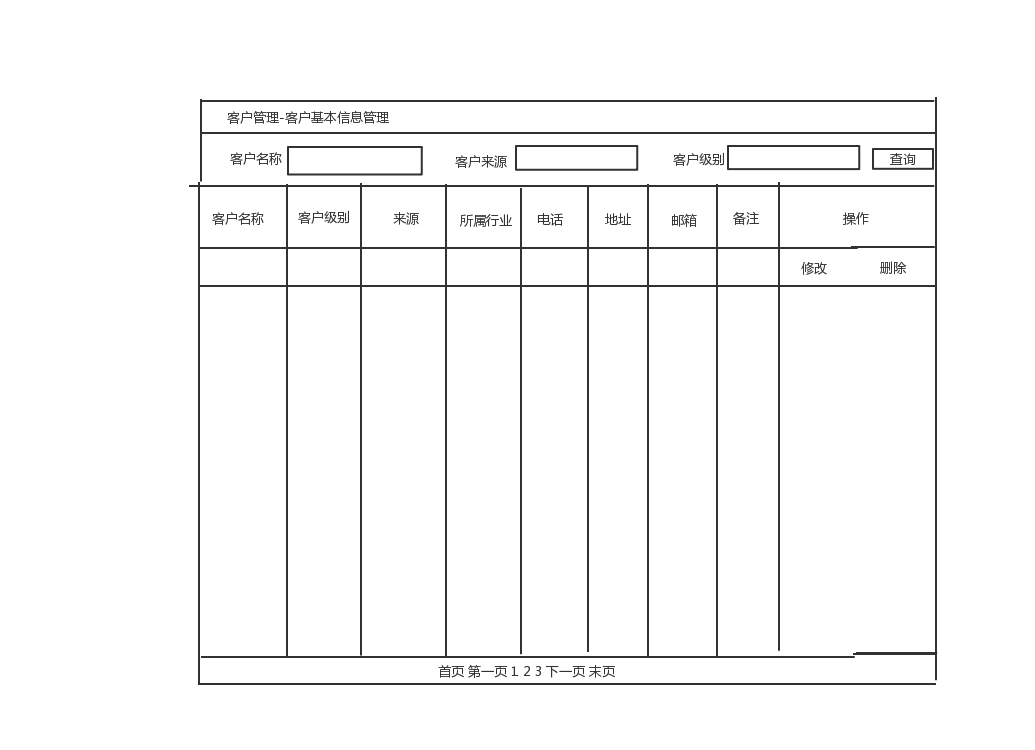 客户管理-客户基本信息管理
客户名称 客户来源 客户级别 查询
客户名称 客户级别 来源 所属行业 电话 地址 邮箱 备注 操作
修改 删除
首页 第一页 1 2 3 下一页 末页